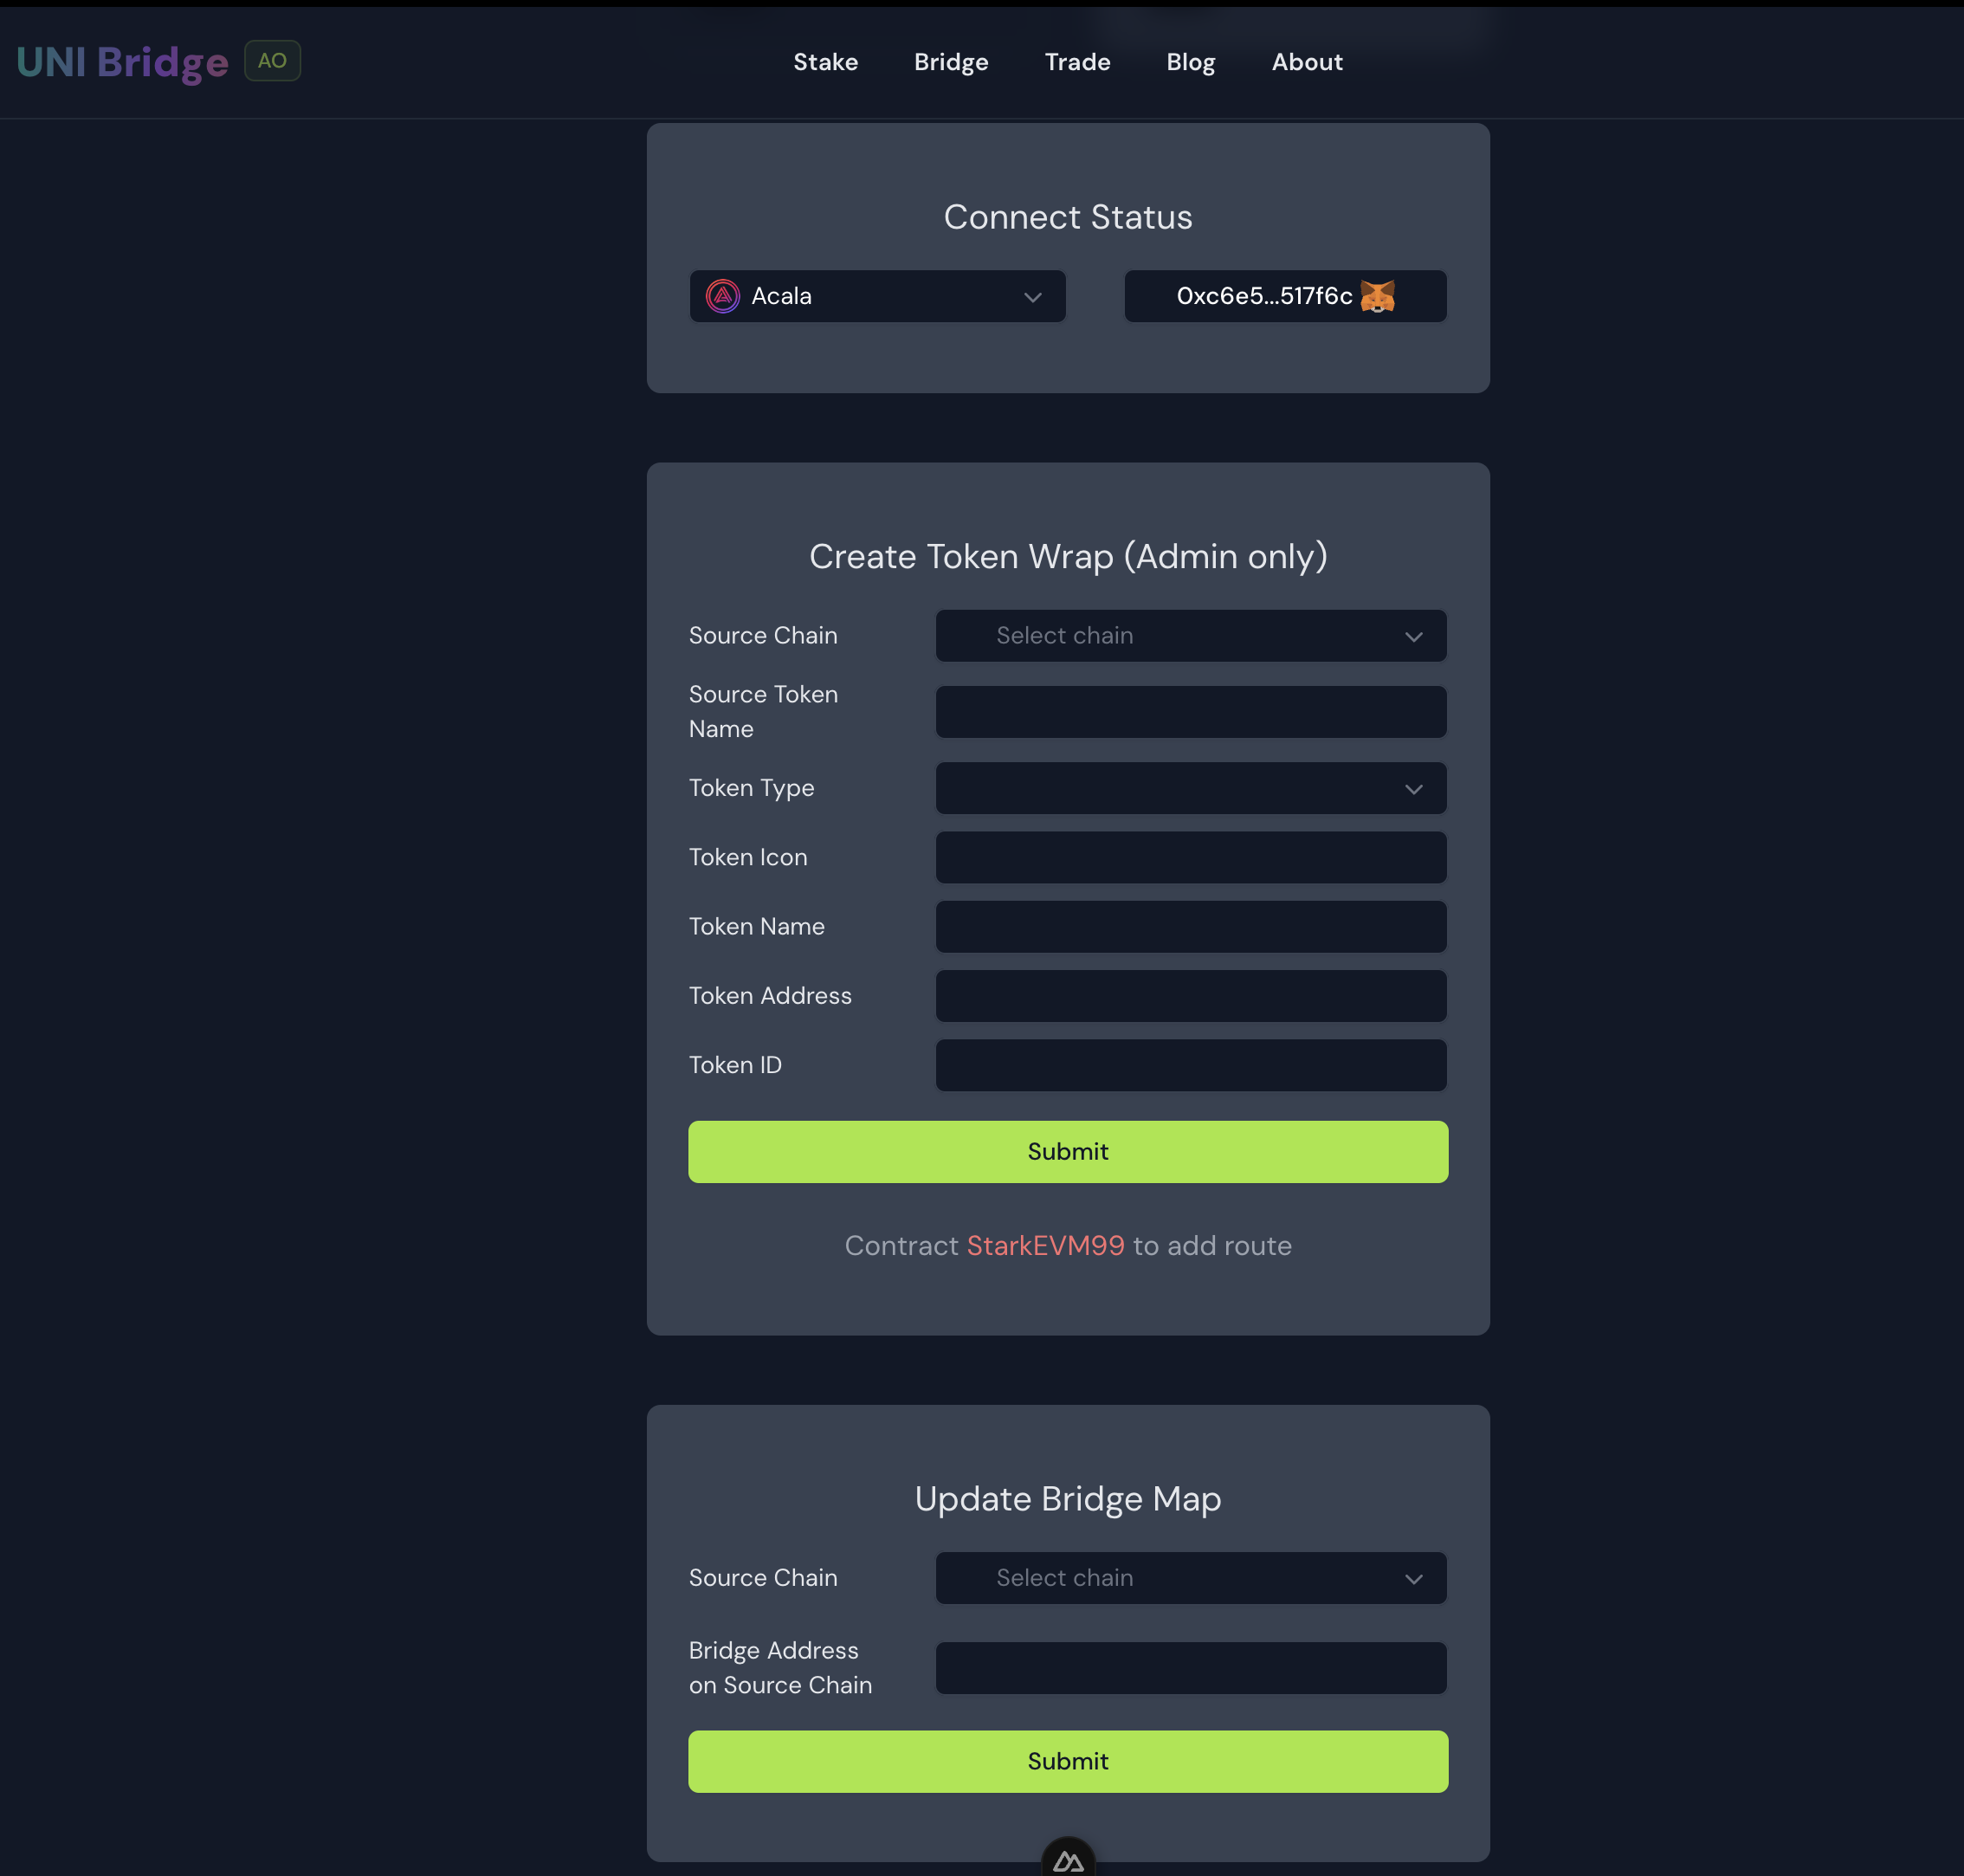 UNI Bridge AO
Stake Bridge Trade Blog About
Connect Status
Acala 0xc6e5...517f6c
Create Token Wrap (Admin only)
Source Chain Select chain
Source Token
Name
Token Type
Token Icon
Token Name
Token Address
Token ID
Submit
Contract StarkEVM99 to add route
Update Bridge Map
Source Chain Select chain
Bridge Address
on Source Chain
Submit